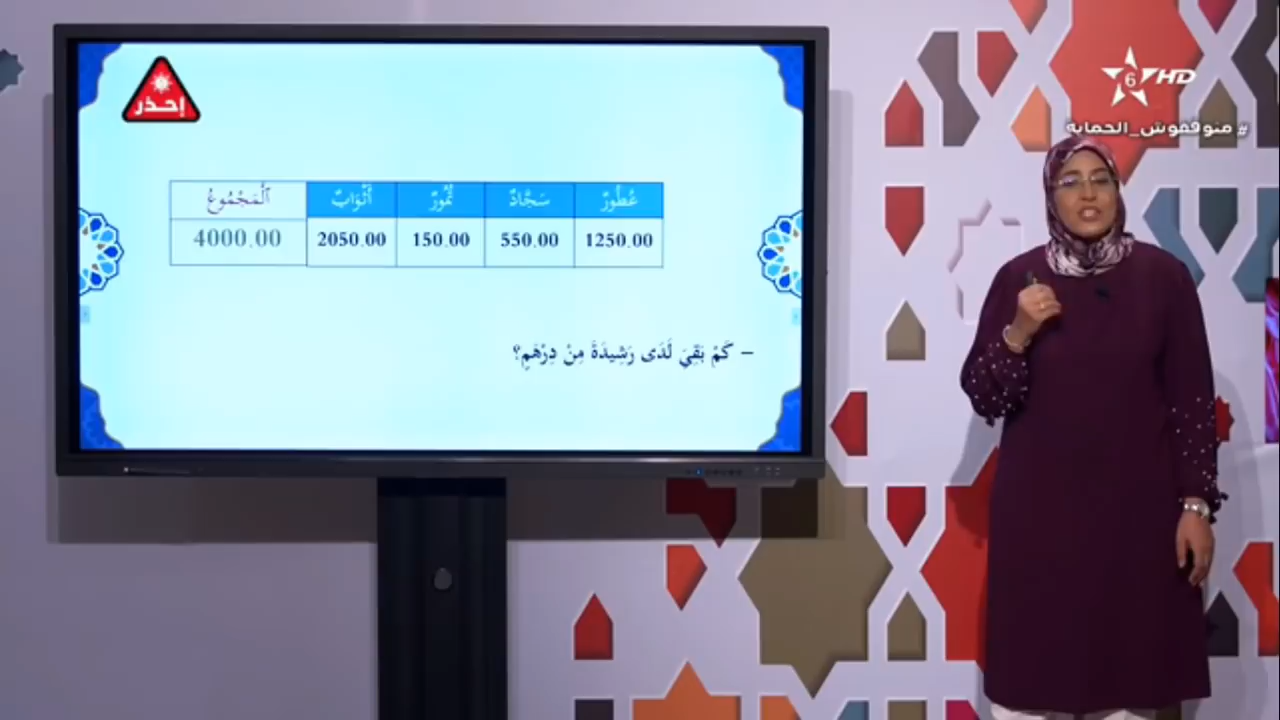 إحذر
6 HD
# منوقفوش_الحماية
عُطُورٌ سَجَّادٌ تُمُورٌ أَثْوَابٌ اَلْمَجْمُوعُ
1250.00 550.00 150.00 2050.00 4000.00
– كَمْ بَقِيَ لَدَى رَشِيدَةَ مِنْ دِرْهَمٍ؟